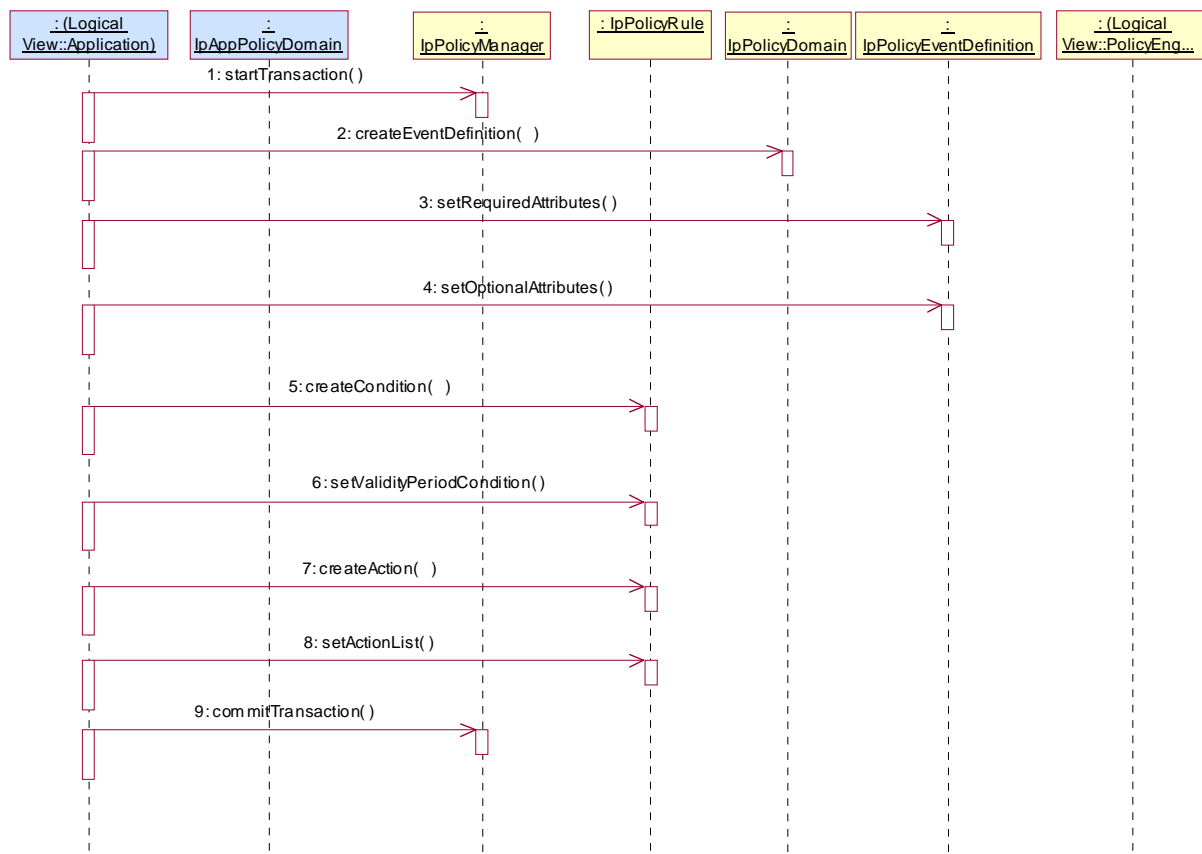 : (Logical
View::Application)
:
IpAppPolicyDomain
:
IpPolicyManager
: IpPolicyRule
:
IpPolicyDomain
:
IpPolicyEventDefinition
: (Logical
View::PolicyEng...
1: startTransaction( )
2: createEventDefinition( )
3: setRequiredAttributes( )
4: setOptionalAttributes( )
5: createCondition( )
6: setValidityPeriodCondition( )
7: createAction( )
8: setActionList( )
9: commitTransaction( )